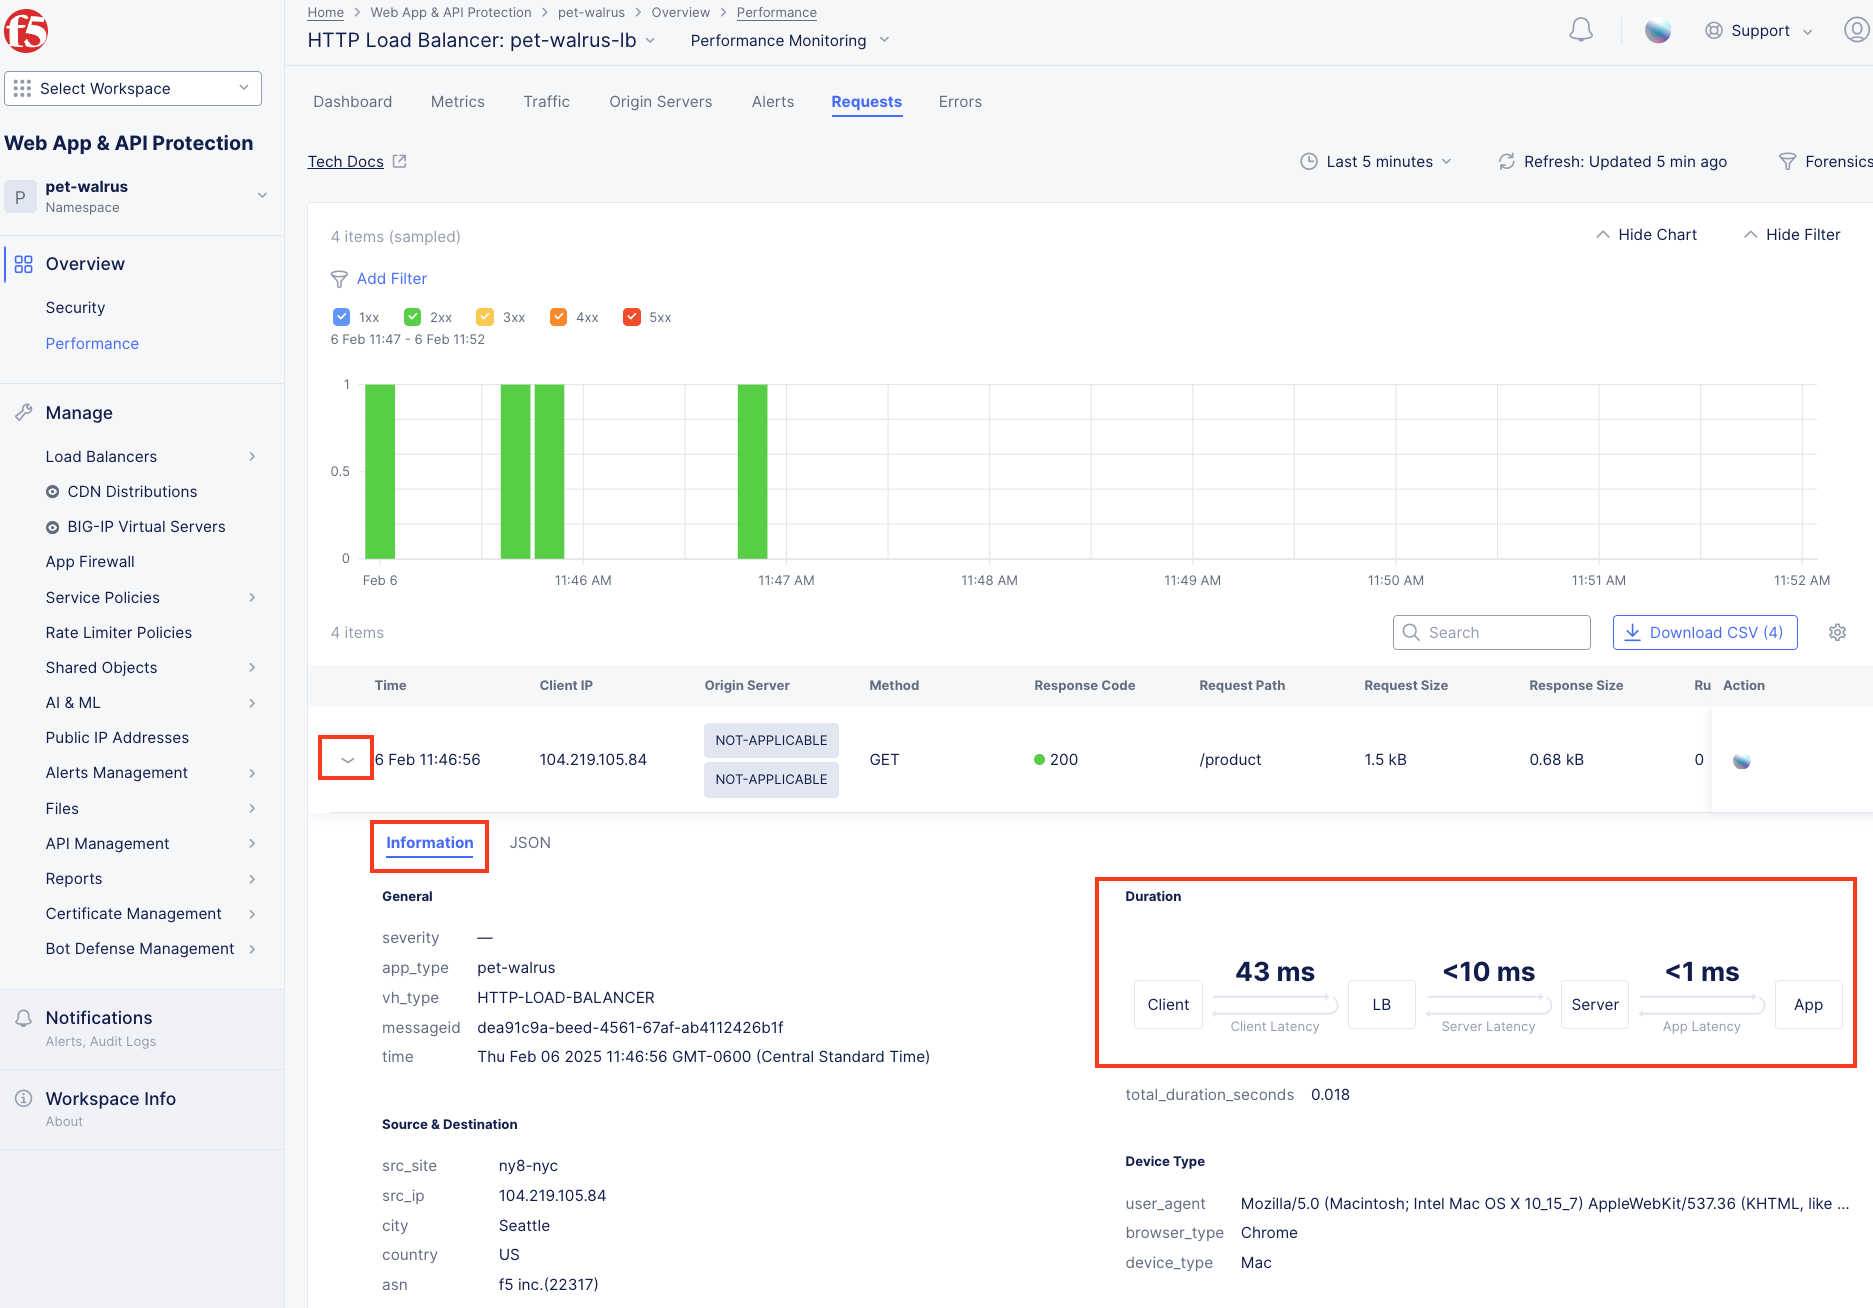 f5
Home > Web App & API Protection > pet-walrus > Overview > Performance
HTTP Load Balancer: pet-walrus-lb
Performance Monitoring
Support
Select Workspace
Web App & API Protection
P
pet-walrus
Namespace
Overview
Security
Performance
Manage
Load Balancers
CDN Distributions
BIG-IP Virtual Servers
App Firewall
Service Policies
Rate Limiter Policies
Shared Objects
AI & ML
Public IP Addresses
Alerts Management
Files
API Management
Reports
Certificate Management
Bot Defense Management
Notifications
Alerts, Audit Logs
Workspace Info
About
Dashboard Metrics Traffic Origin Servers Alerts Requests Errors
Tech Docs
Last 5 minutes
Refresh: Updated 5 min ago
Forensics
4 items (sampled)
Hide Chart
Hide Filter
Add Filter
1xx 2xx 3xx 4xx 5xx
6 Feb 11:47 - 6 Feb 11:52
1
0.5
0
Feb 6 11:46 AM 11:47 AM 11:48 AM 11:49 AM 11:50 AM 11:51 AM 11:52 AM
4 items
Search
Download CSV (4)
Time Client IP Origin Server Method Response Code Request Path Request Size Response Size Ru Action
6 Feb 11:46:56 104.219.105.84 NOT-APPLICABLE GET 200 /product 1.5 kB 0.68 kB 0
NOT-APPLICABLE
Information JSON
General
severity —
app_type pet-walrus
vh_type HTTP-LOAD-BALANCER
messageid dea91c9a-beed-4561-67af-ab4112426b1f
time Thu Feb 06 2025 11:46:56 GMT-0600 (Central Standard Time)
Source & Destination
src_site ny8-nyc
src_ip 104.219.105.84
city Seattle
country US
asn f5 inc.(22317)
Duration
43 ms <10 ms <1 ms
Client LB Server App
Client Latency Server Latency App Latency
total_duration_seconds 0.018
Device Type
user_agent Mozilla/5.0 (Macintosh; Intel Mac OS X 10_15_7) AppleWebKit/537.36 (KHTML, like ...
browser_type Chrome
device_type Mac